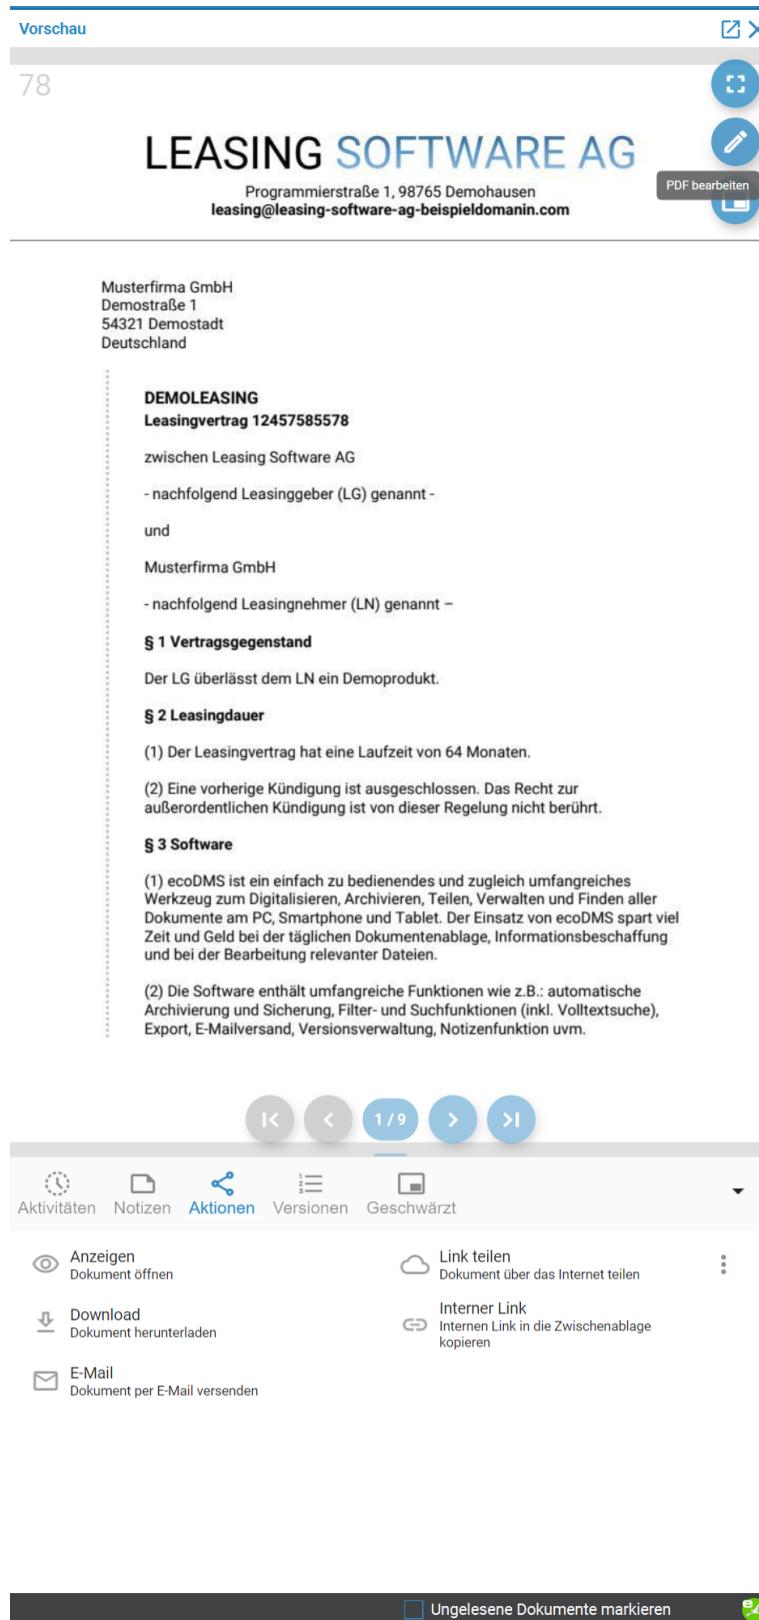 Vorschau
78
LEASING SOFTWARE AG
Programmierstraße 1, 98765 Demohausen
leasing@leasing-software-ag-beispieldomanin.com
PDF bearbeiten
Musterfirma GmbH
Demostraße 1
54321 Demostadt
Deutschland
DEMOLEASING
Leasingvertrag 12457585578
zwischen Leasing Software AG
- nachfolgend Leasinggeber (LG) genannt -
und
Musterfirma GmbH
- nachfolgend Leasingnehmer (LN) genannt –
§ 1 Vertragsgegenstand
Der LG überlässt dem LN ein Demoprodukt.
§ 2 Leasingdauer
(1) Der Leasingvertrag hat eine Laufzeit von 64 Monaten.
(2) Eine vorherige Kündigung ist ausgeschlossen. Das Recht zur
außerordentlichen Kündigung ist von dieser Regelung nicht berührt.
§ 3 Software
(1) ecoDMS ist ein einfach zu bedienendes und zugleich umfangreiches
Werkzeug zum Digitalisieren, Archivieren, Teilen, Verwalten und Finden aller
Dokumente am PC, Smartphone und Tablet. Der Einsatz von ecoDMS spart viel
Zeit und Geld bei der täglichen Dokumentenablage, Informationsbeschaffung
und bei der Bearbeitung relevanter Dateien.
(2) Die Software enthält umfangreiche Funktionen wie z.B.: automatische
Archivierung und Sicherung, Filter- und Suchfunktionen (inkl. Volltextsuche),
Export, E-Mailversand, Versionsverwaltung, Notizenfunktion uvm.
1 / 9
Aktivitäten Notizen Aktionen Versionen Geschwärzt
Anzeigen
Dokument öffnen
Link teilen
Dokument über das Internet teilen
Download
Dokument herunterladen
Interner Link
Internen Link in die Zwischenablage
kopieren
E-Mail
Dokument per E-Mail versenden
Ungelesene Dokumente markieren